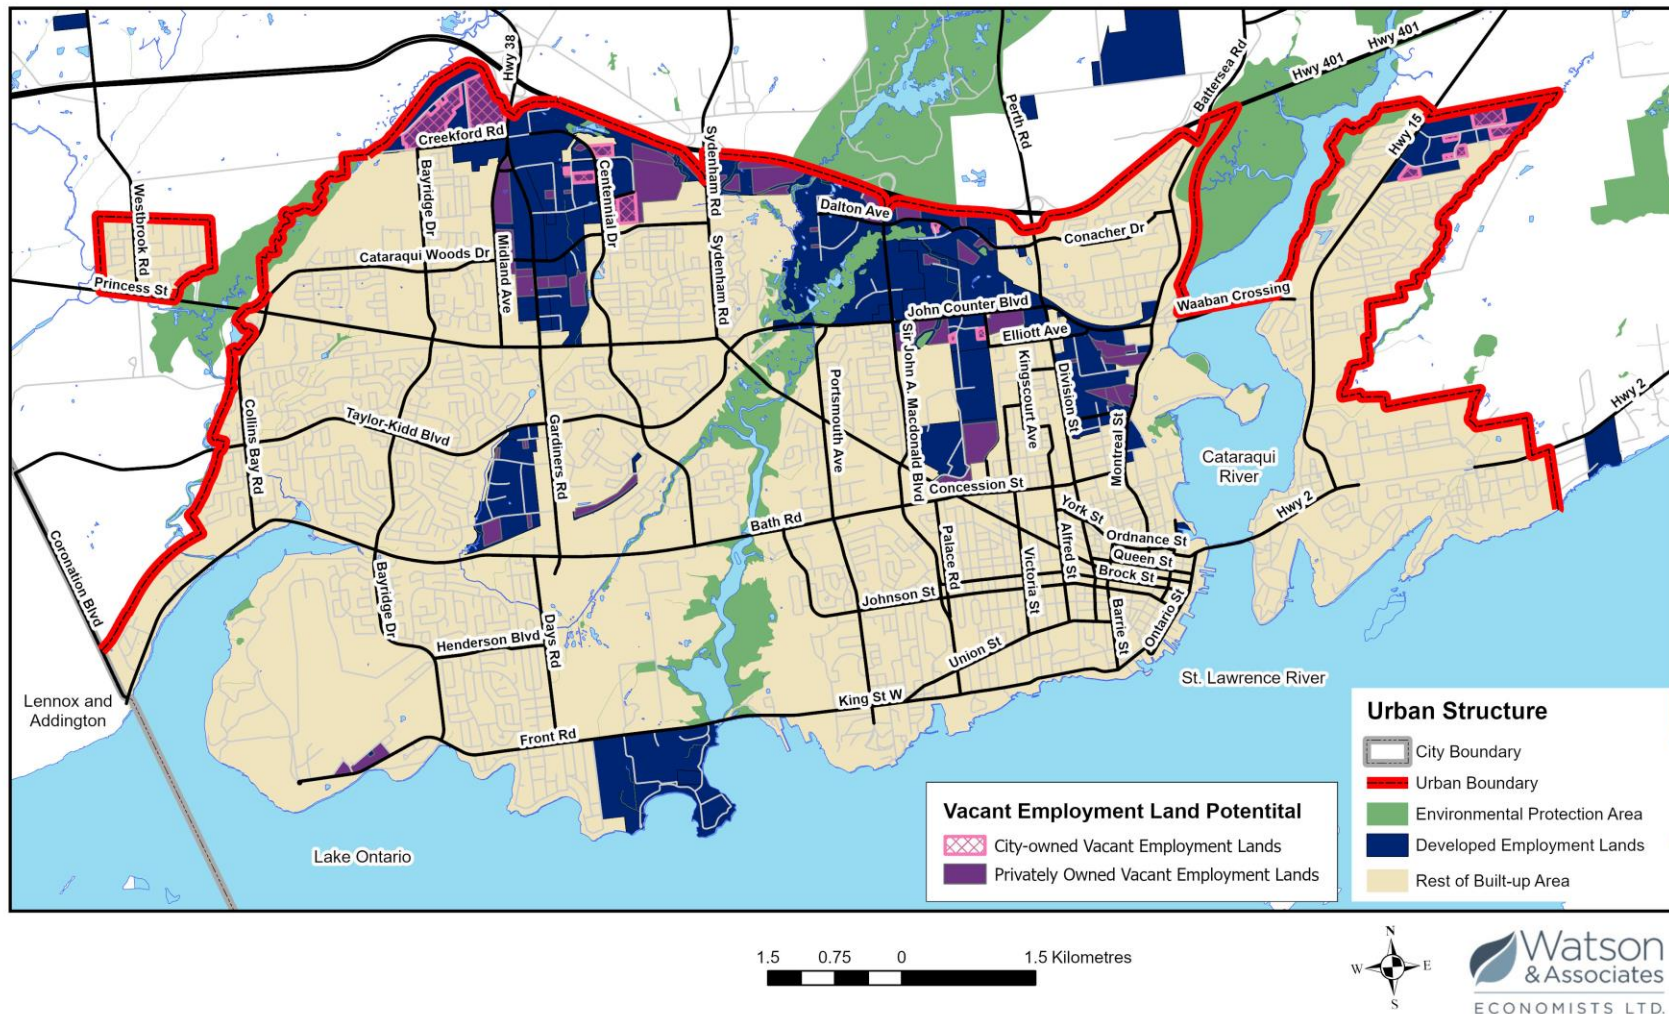 Hwy 401
Hwy 401
Hwy 38
Battersea Rd
Perth Rd
Hwy 15
Creekford Rd
Sydenham Rd
Westbrook Rd
Bayridge Dr
Centennial Dr
Dalton Ave
Conacher Dr
Midland Ave
Cataraqui Woods Dr
Sydenham Rd
Princess St
Waaban Crossing
John Counter Blvd
Elliott Ave
Sir John A. Macdonald Blvd
Kingscourt Ave
Division St
Portsmouth Ave
Hwy 2
Collins Bay Rd
Taylor-Kidd Blvd
Gardiners Rd
Montreal St
Cataraqui
River
Concession St
Hwy 2
Bath Rd
York St
Ordnance St
Queen St
Brock St
Alfred St
Victoria St
Palace Rd
Coronation Blvd
Bayridge Dr
Johnson St
Barrie St
Ontario St
Days Rd
Henderson Blvd
Union St
King St W
St. Lawrence River
Lennox and
Addington
Front Rd
Lake Ontario
Urban Structure
City Boundary
Urban Boundary
Environmental Protection Area
Developed Employment Lands
Rest of Built-up Area
Vacant Employment Land Potentital
City-owned Vacant Employment Lands
Privately Owned Vacant Employment Lands
1.5 0.75 0 1.5 Kilometres
N
W E
S
Watson
& Associates
ECONOMISTS LTD.